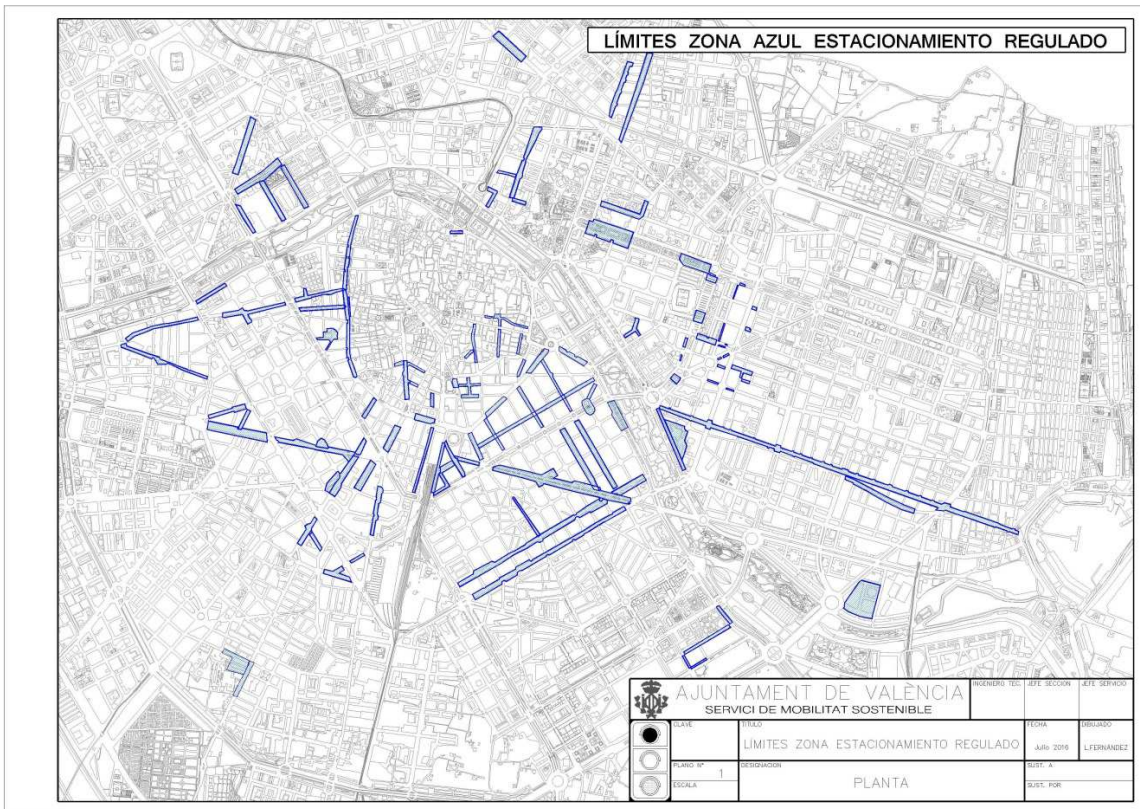 LÍMITES ZONA AZUL ESTACIONAMIENTO REGULADO
AJUNTAMENT DE VALÈNCIA
SERVICI DE MOBILITAT SOSTENIBLE
INGENIERO TEC.
JEFE SECCION
JEFE SERVICIO
CLAVE
TITULO
LÍMITES ZONA ESTACIONAMIENTO REGULADO
FECHA
Julio 2016
DIBUJADO
L.FERNÁNDEZ
PLANO Nº
1
ESCALA
DESIGNACION
PLANTA
SUST. A
SUST. POR